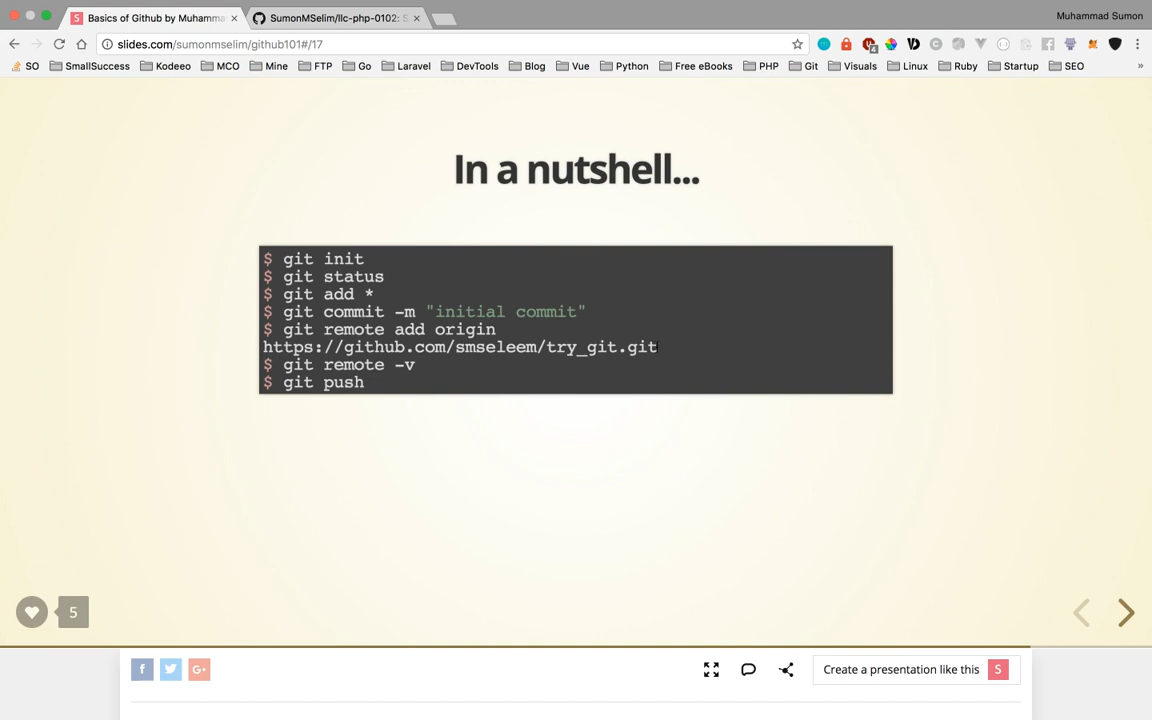 Basics of Github by Muhamma
SumonMSelim/llc-php-0102: S
Muhammad Sumon
slides.com/sumonmselim/github101#/17
4
SO SmallSuccess Kodeeo MCO Mine FTP Go Laravel DevTools Blog Vue Python Free eBooks PHP Git Visuals Linux Ruby Startup SEO »
In a nutshell...
$ git init
$ git status
$ git add *
$ git commit -m "initial commit"
$ git remote add origin
https://github.com/smseleem/try_git.git
$ git remote -v
$ git push
5
Create a presentation like this S